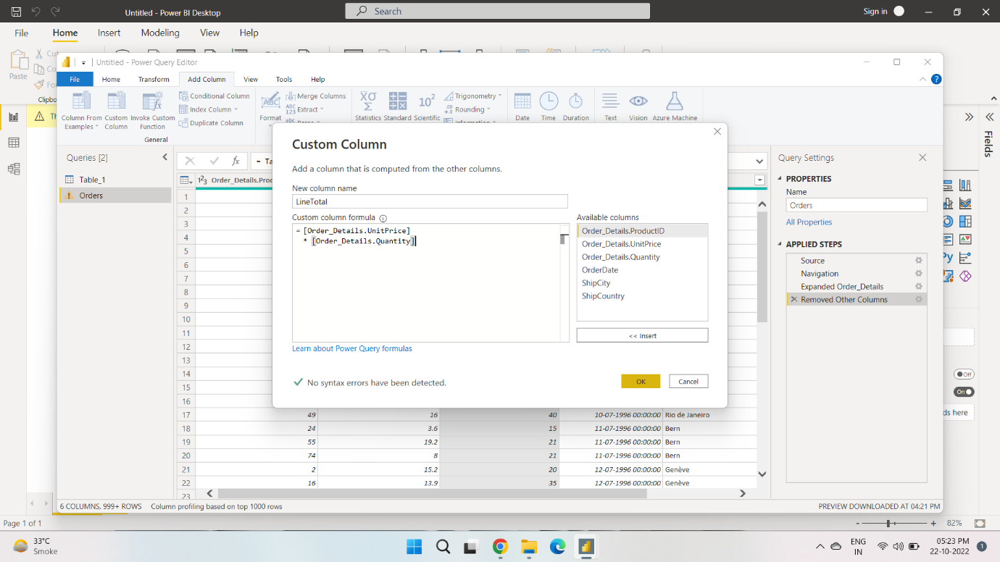 Untitled - Power BI Desktop
Search
Sign in
File
Home
Insert
Modeling
View
Help
Paste
Untitled - Power Query Editor
File
Home
Transform
Add Column
View
Tools
Help
Column From Examples
Custom Column
Invoke Custom Function
Conditional Column
Index Column
Duplicate Column
General
Format
Merge Columns
Extract
Statistics
Standard
Scientific
Trigonometry
Rounding
Date
Time
Duration
Text
Vision
Azure Machine
Queries [2]
Table_1
Orders
fx
= Ta
Order_Details.Proc
1
2
3
4
5
6
7
8
9
10
11
12
13
14
15
16
Custom Column
Add a column that is computed from the other columns.
New column name
LineTotal
Custom column formula
= [Order_Details.UnitPrice]
* [Order_Details.Quantity]
Learn about Power Query formulas
No syntax errors have been detected.
Available columns
Order_Details.ProductID
Order_Details.UnitPrice
Order_Details.Quantity
OrderDate
ShipCity
ShipCountry
<< Insert
OK
Cancel
17 49 16 40 10-07-1996 00:00:00 Rio de Janeiro
18 24 3.6 15 11-07-1996 00:00:00 Bern
19 55 19.2 21 11-07-1996 00:00:00 Bern
20 74 8 21 11-07-1996 00:00:00 Bern
21 2 15.2 20 12-07-1996 00:00:00 Genève
22 16 13.9 35 12-07-1996 00:00:00 Genève
23
Query Settings
PROPERTIES
Name
Orders
All Properties
APPLIED STEPS
Source
Navigation
Expanded Order_Details
Removed Other Columns
Fields
Py
Off
On
ds here
6 COLUMNS, 999+ ROWS
Column profiling based on top 1000 rows
PREVIEW DOWNLOADED AT 04:21 PM
Page 1 of 1
- + 82%
33°C
Smoke
ENG
IN
05:23 PM
22-10-2022
1